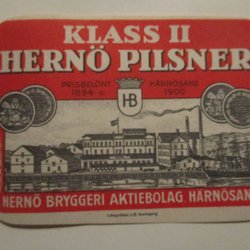 KLASS II
HERNÖ PILSNER
PRISBELÖNT HÄRNÖSAND
1894 o. 1900
HB
HERNÖ BRYGGERI AKTIEBOLAG, HÄRNÖSAND